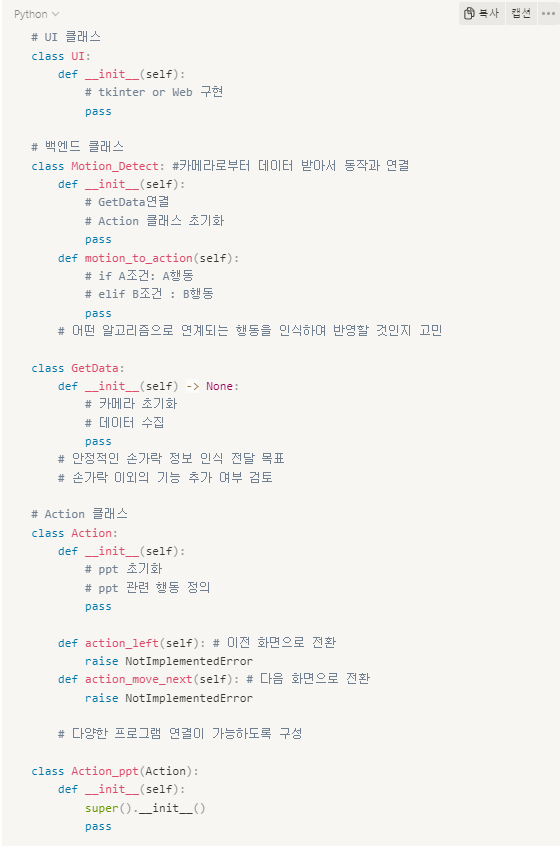 Python
복사 캡션 •••
# UI 클래스
class UI:
    def __init__(self):
        # tkinter or Web 구현
        pass

# 백엔드 클래스
class Motion_Detect: #카메라로부터 데이터 받아서 동작과 연결
    def __init__(self):
        # GetData연결
        # Action 클래스 초기화
        pass
    def motion_to_action(self):
        # if A조건: A행동
        # elif B조건 : B행동
        pass
    # 어떤 알고리즘으로 연계되는 행동을 인식하여 반영할 것인지 고민

class GetData:
    def __init__(self) -> None:
        # 카메라 초기화
        # 데이터 수집
        pass
    # 안정적인 손가락 정보 인식 전달 목표
    # 손가락 이외의 기능 추가 여부 검토

# Action 클래스
class Action:
    def __init__(self):
        # ppt 초기화
        # ppt 관련 행동 정의
        pass

    def action_left(self): # 이전 화면으로 전환
        raise NotImplementedError
    def action_move_next(self): # 다음 화면으로 전환
        raise NotImplementedError

    # 다양한 프로그램 연결이 가능하도록 구성

class Action_ppt(Action):
    def __init__(self):
        super().__init__()
        pass